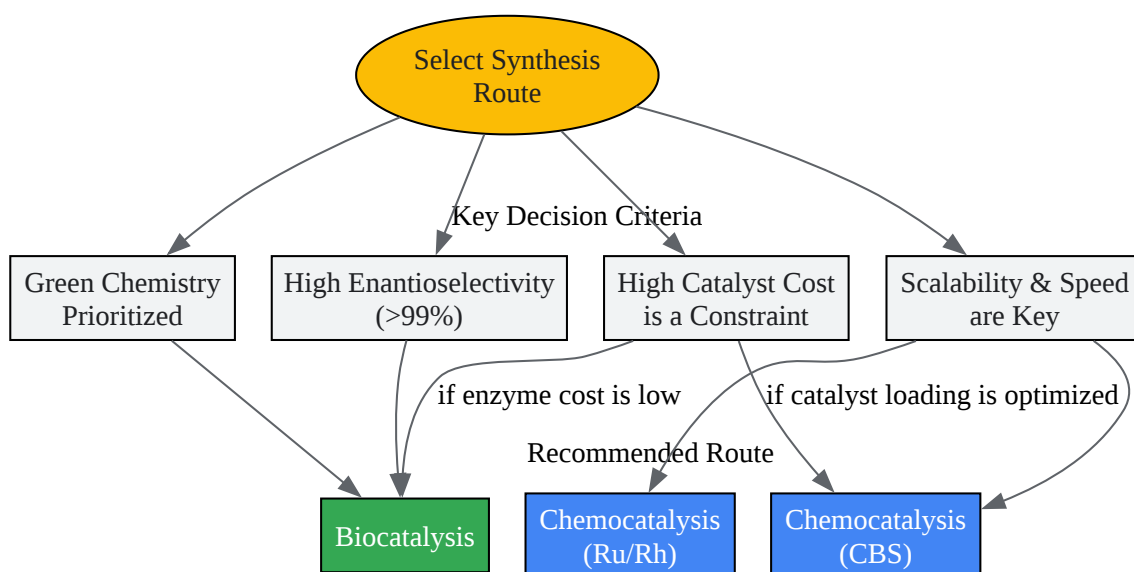 Select Synthesis
Route
Key Decision Criteria
Green Chemistry
Prioritized
High Enantioselectivity
(>99%)
High Catalyst Cost
is a Constraint
Scalability & Speed
are Key
if enzyme cost is low
if catalyst loading is optimized
Recommended Route
Biocatalysis
Chemocatalysis
(Ru/Rh)
Chemocatalysis
(CBS)